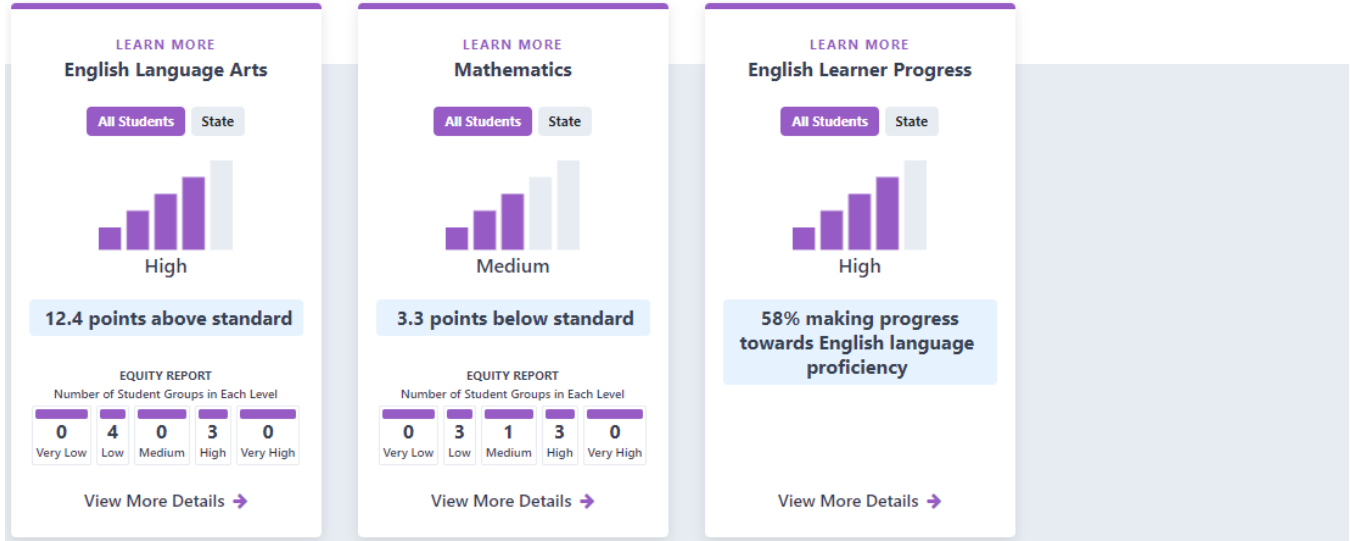 LEARN MORE
English Language Arts
All Students State
High
12.4 points above standard
EQUITY REPORT
Number of Student Groups in Each Level
0 4 0 3 0
Very Low Low Medium High Very High
View More Details
LEARN MORE
Mathematics
All Students State
Medium
3.3 points below standard
EQUITY REPORT
Number of Student Groups in Each Level
0 3 1 3 0
Very Low Low Medium High Very High
View More Details
LEARN MORE
English Learner Progress
All Students State
High
58% making progress
towards English language
proficiency
View More Details